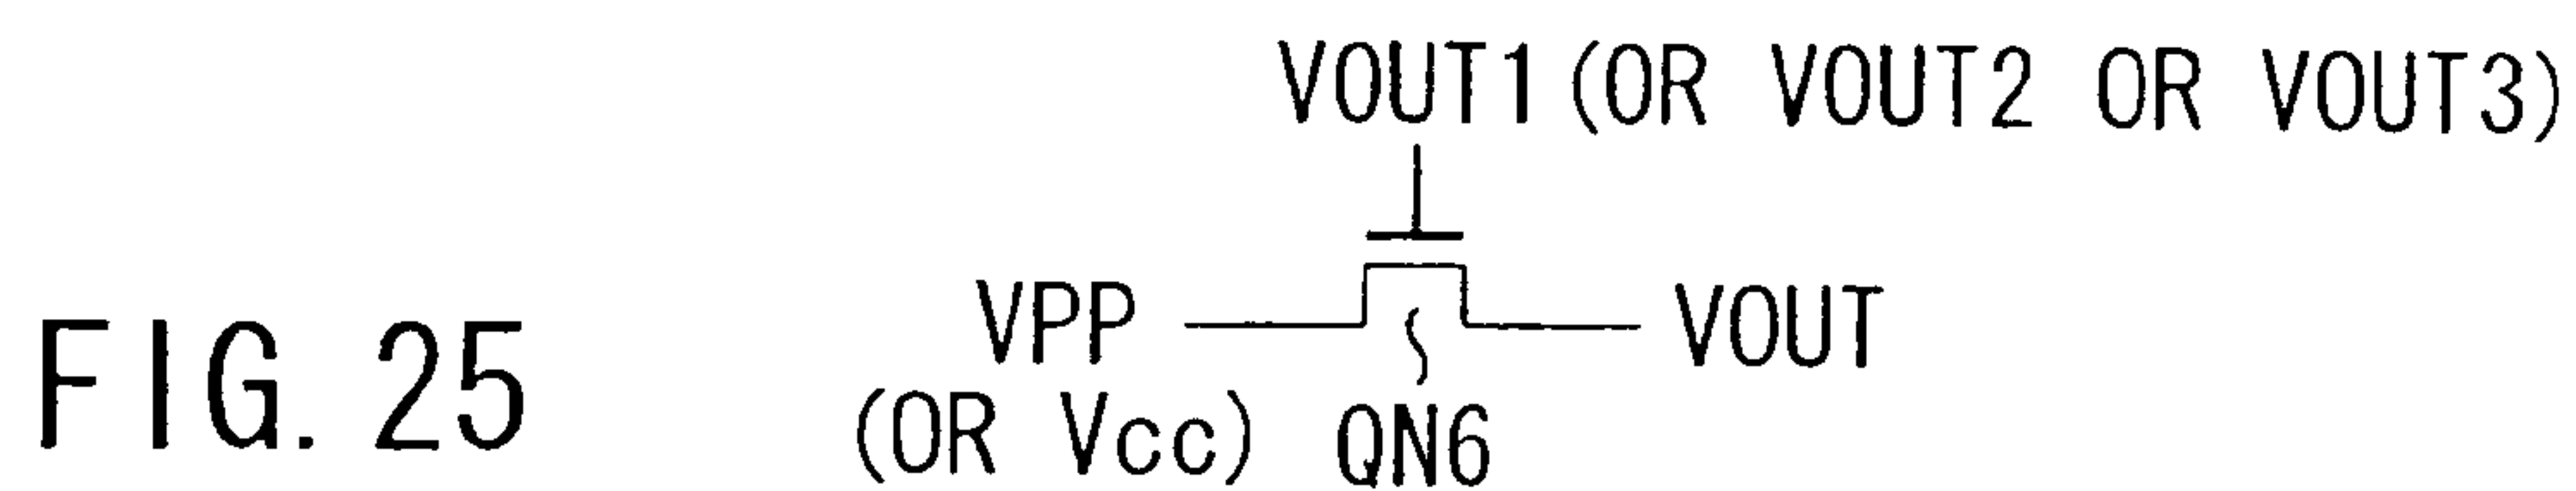 VOUT1 (OR VOUT2 OR VOUT3)
VPP
VOUT
(OR Vcc)
QN6
FIG. 25